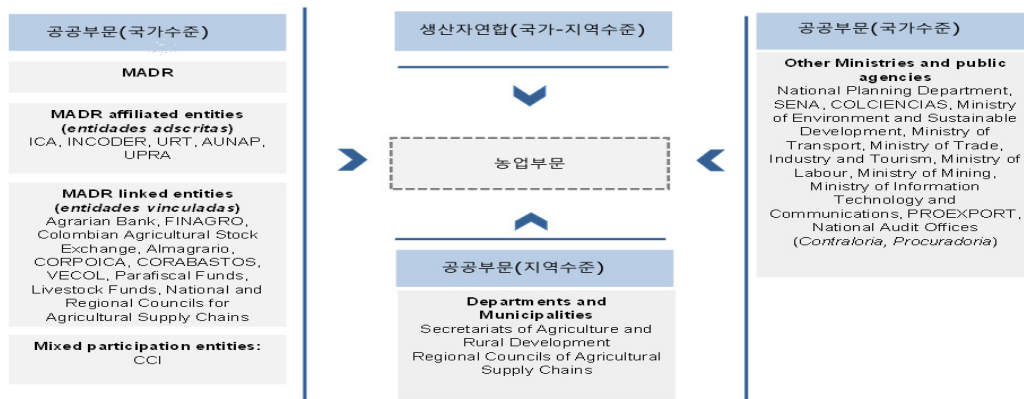 공공부문(국가수준)
MADR
MADR affiliated entities
(entidades adscritas)
ICA, INCODER, URT, AUNAP,
UPRA
MADR linked entities
(entidades vinculadas)
Agrarian Bank, FINAGRO,
Colombian Agricultural Stock
Exchange, Almagrario,
CORPOICA, CORABASTOS,
VECOL, Parafiscal Funds,
Livestock Funds, National and
Regional Councils for
Agricultural Supply Chains
Mixed participation entities:
CCI
생산자연합(국가-지역수준)
농업부문
공공부문(지역수준)
Departments and
Municipalities
Secretariats of Agriculture and
Rural Development
Regional Councils of Agricultural
Supply Chains
공공부문(국가수준)
Other Ministries and public
agencies
National Planning Department,
SENA, COLCIENCIAS, Ministry
of Environment and Sustainable
Development, Ministry of
Transport, Ministry of Trade,
Industry and Tourism, Ministry of
Labour, Ministry of Mining,
Ministry of Information
Technology and
Communications, PROEXPORT,
National Audit Offices
(Contraloria, Procuradoria)